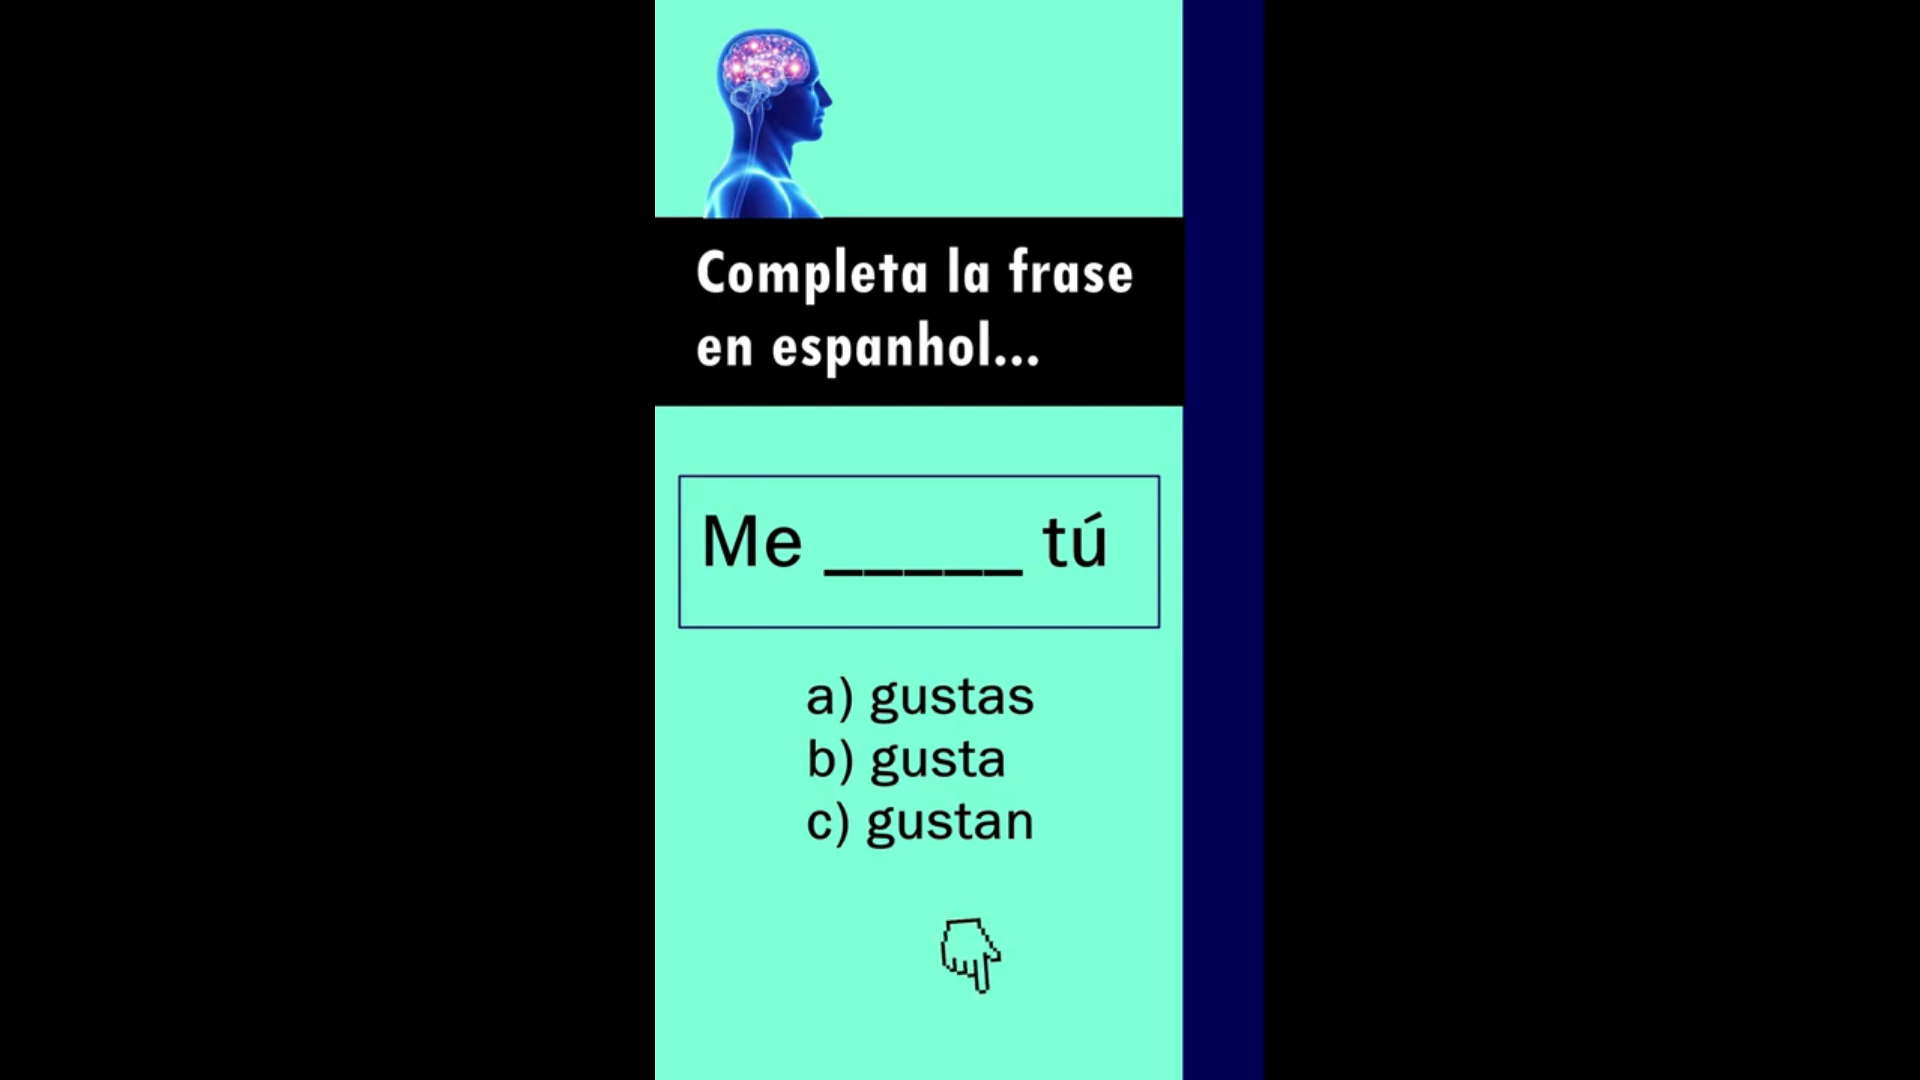 Completa la frase
en espanhol...
Me _____ tú
a) gustas
b) gusta
c) gustan